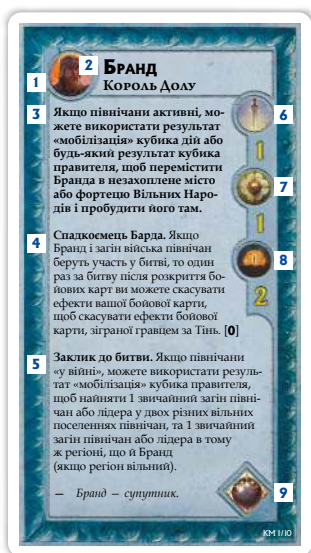 2
БРАНД
1
КОРОЛЬ ДОЛУ
3
Якщо північани активні, мо-
жете використати результат
«мобілізація» кубика дій або
будь-який результат кубика
правителя, щоб перемістити
Бранда в незахоплене місто
або фортецю Вільних Наро-
дів і пробудити його там.
6
1
7
1
4
Спадкоємець Барда. Якщо
Бранд і загін війська північан
беруть участь у битві, то один
раз за битву після розкриття бо-
йових карт ви можете скасувати
ефекти вашої бойової карти,
щоб скасувати ефекти бойової
карти, зіграної гравцем за Тінь. [0]
8
2
5
Заклик до битви. Якщо північани
«у війні», можете використати резуль-
тат «мобілізація» кубика правителя,
щоб найняти 1 звичайний загін півні-
чан або лідера у двох різних вільних
поселеннях північан, та 1 звичайний
загін північан або лідера в тому
ж регіоні, що й Бранд
(якщо регіон вільний).
— Бранд – супутник.
9
КМ 1/10